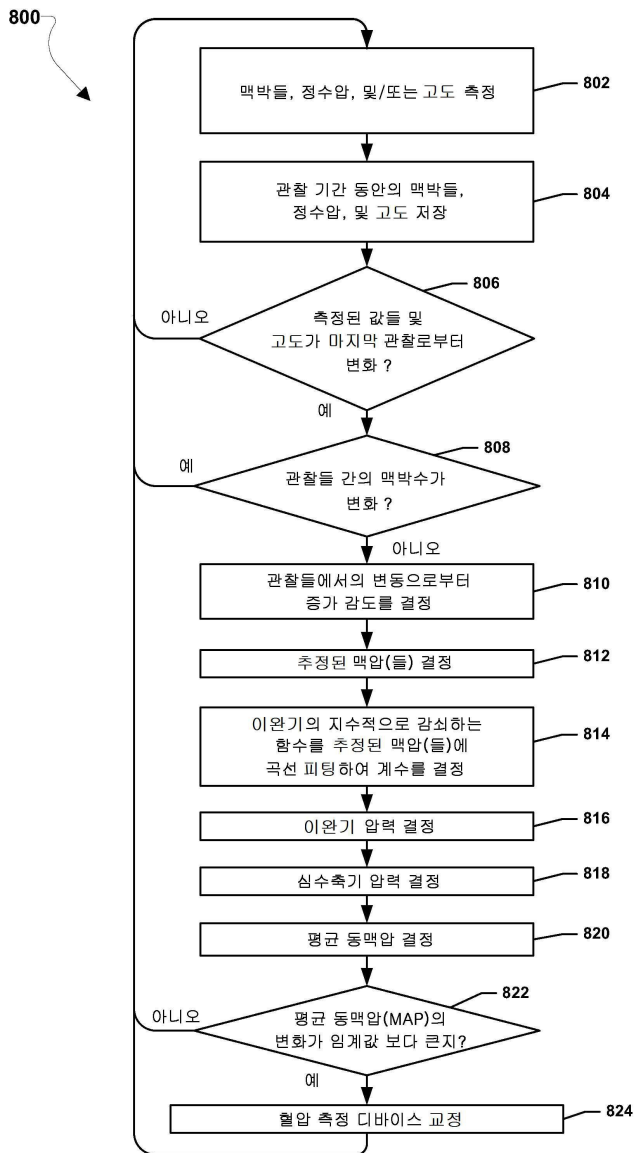 800
맥박들, 정수압, 및/또는 고도 측정
802
관찰 기간 동안의 맥박들,
정수압, 및 고도 저장
804
806
아니오
측정된 값들 및
고도가 마지막 관찰로부터
변화 ?
예
808
예
관찰들 간의 맥박수가
변화 ?
아니오
관찰들에서의 변동으로부터
증가 감도를 결정
810
추정된 맥압(들) 결정
812
이완기의 지수적으로 감쇠하는
함수를 추정된 맥압(들)에
곡선 피팅하여 계수를 결정
814
이완기 압력 결정
816
심수축기 압력 결정
818
평균 동맥압 결정
820
822
아니오
평균 동맥압(MAP)의
변화가 임계값 보다 큰지?
예
혈압 측정 디바이스 교정
824